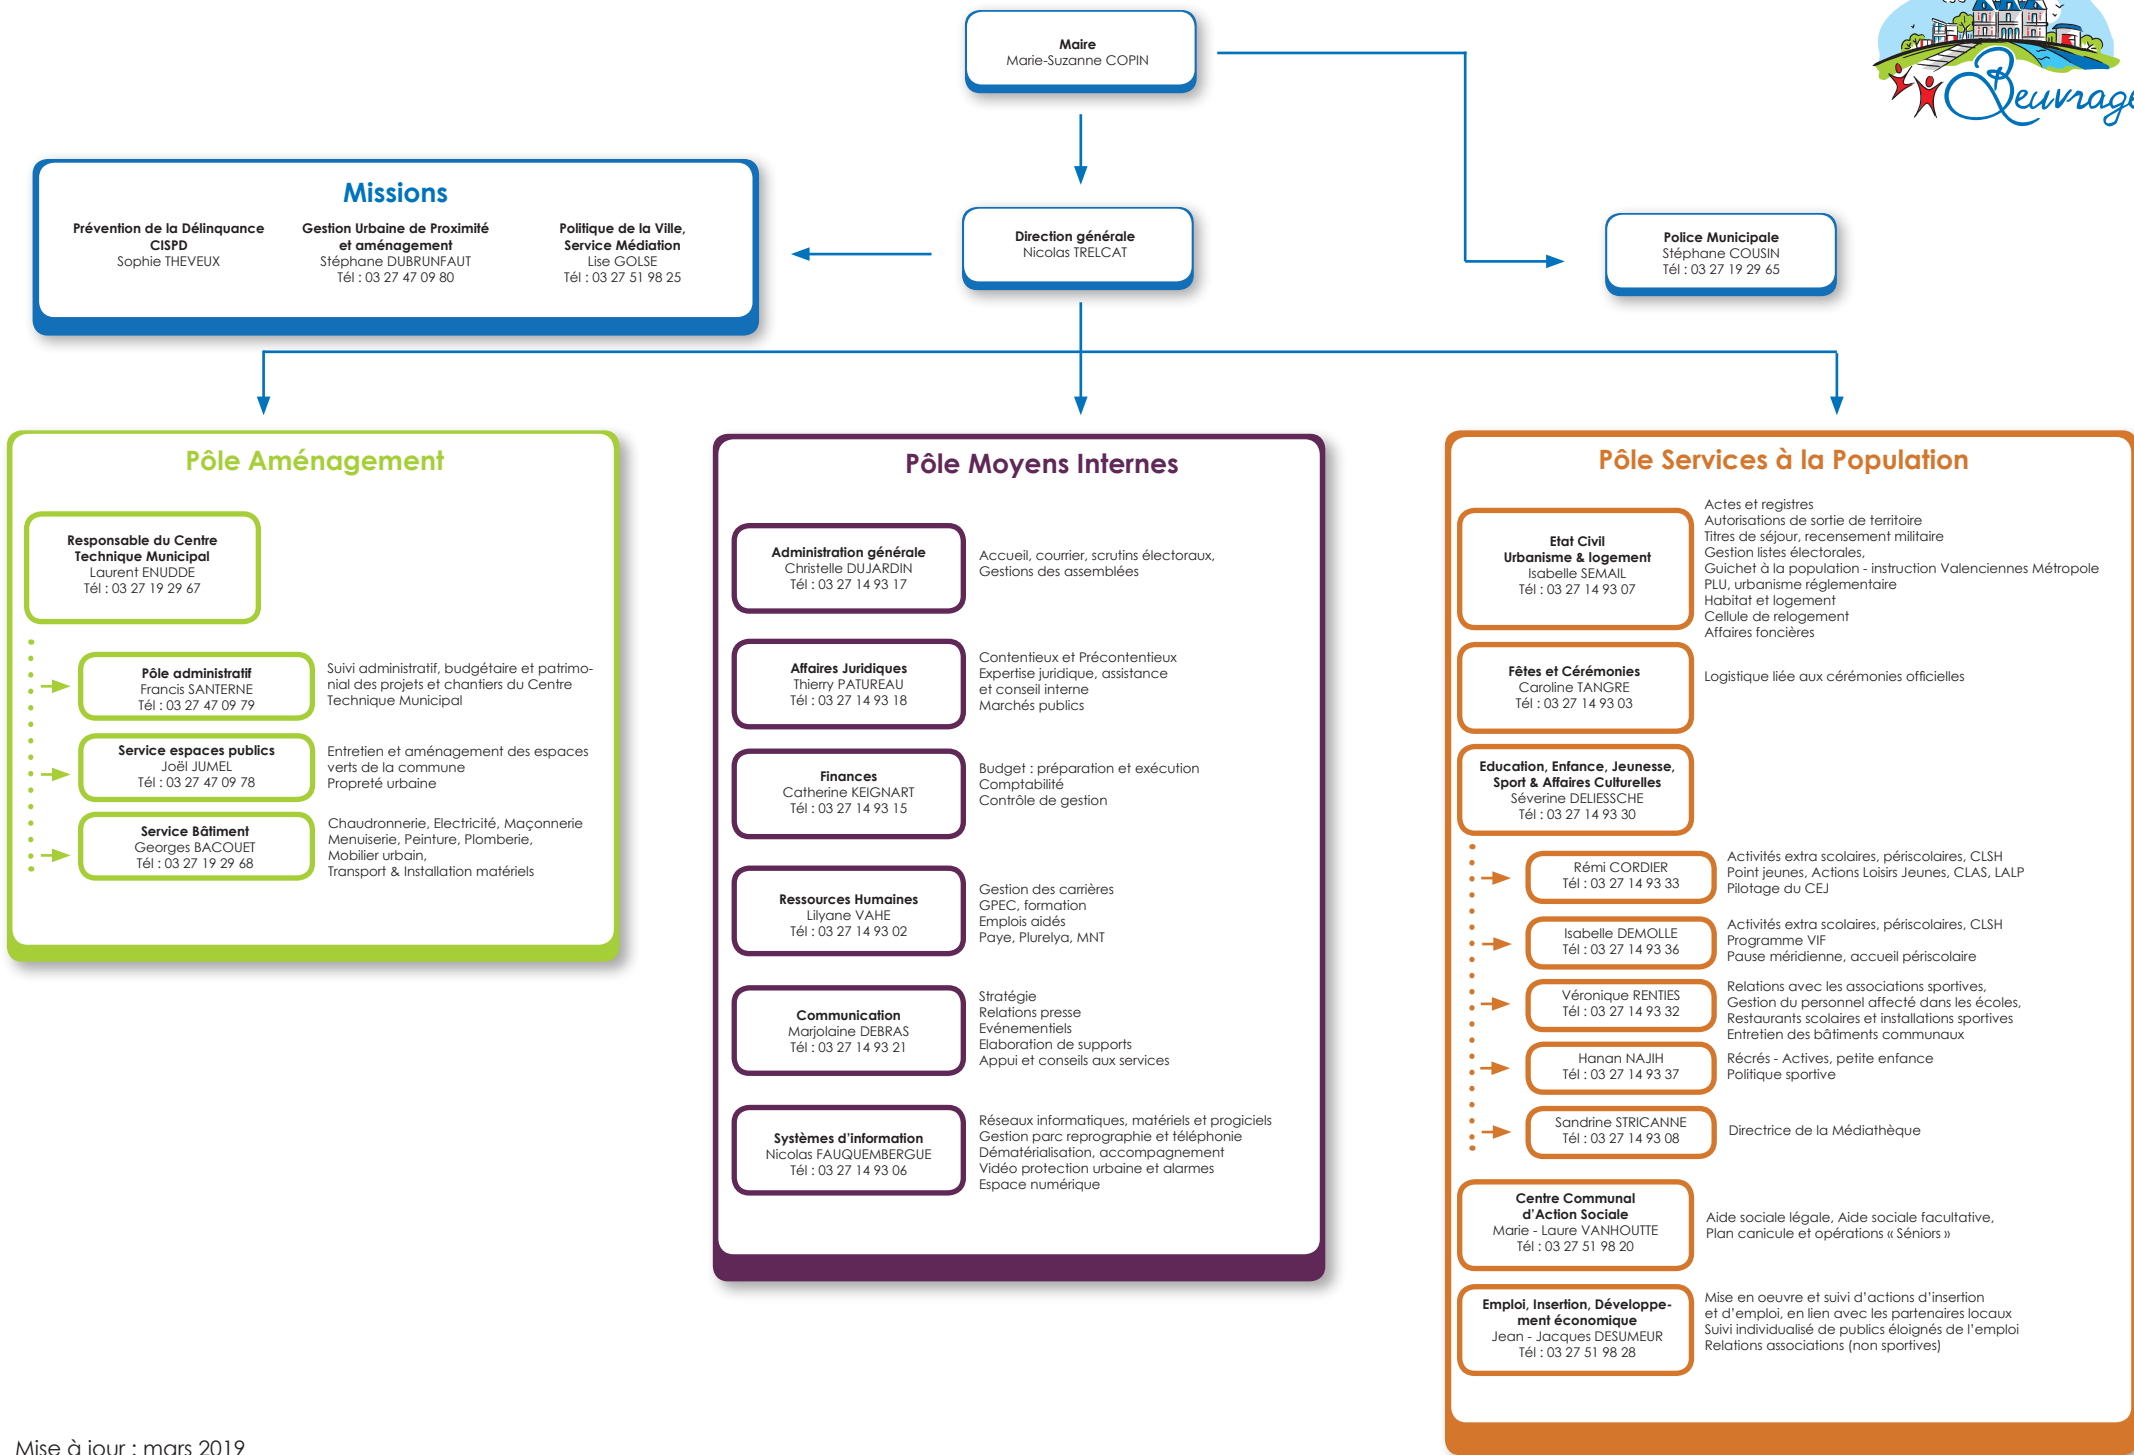 Maire
Marie-Suzanne COPIN
Missions
Prévention de la Délinquance
CISPD
Sophie THEVEUX
Gestion Urbaine de Proximité
et aménagement
Stéphane DUBRUNFAUT
Tél : 03 27 47 09 80
Politique de la Ville,
Service Médiation
Lise GOLSE
Tél : 03 27 51 98 25
Direction générale
Nicolas TRELCAT
Police Municipale
Stéphane COUSIN
Tél : 03 27 19 29 65
Pôle Aménagement
Responsable du Centre
Technique Municipal
Laurent ENUDDE
Tél : 03 27 19 29 67
Pôle administratif
Francis SANTERNE
Tél : 03 27 47 09 79
Suivi administratif, budgétaire et patrimo-
nial des projets et chantiers du Centre
Technique Municipal
Service espaces publics
Joël JUMEL
Tél : 03 27 47 09 78
Entretien et aménagement des espaces
verts de la commune
Propreté urbaine
Service Bâtiment
Georges BACOUET
Tél : 03 27 19 29 68
Chaudronnerie, Electricité, Maçonnerie
Menuiserie, Peinture, Plomberie,
Mobilier urbain,
Transport & Installation matériels
Pôle Moyens Internes
Administration générale
Christelle DUJARDIN
Tél : 03 27 14 93 17
Accueil, courrier, scrutins électoraux,
Gestions des assemblées
Affaires Juridiques
Thierry PATUREAU
Tél : 03 27 14 93 18
Contentieux et Précontentieux
Expertise juridique, assistance
et conseil interne
Marchés publics
Finances
Catherine KEIGNART
Tél : 03 27 14 93 15
Budget : préparation et exécution
Comptabilité
Contrôle de gestion
Ressources Humaines
Lilyane VAHE
Tél : 03 27 14 93 02
Gestion des carrières
GPEC, formation
Emplois aidés
Paye, Plurelya, MNT
Communication
Marjolaine DEBRAS
Tél : 03 27 14 93 21
Stratégie
Relations presse
Evénementiels
Elaboration de supports
Appui et conseils aux services
Systèmes d'information
Nicolas FAUQUEMBERGUE
Tél : 03 27 14 93 06
Réseaux informatiques, matériels et progiciels
Gestion parc reprographie et téléphonie
Dématérialisation, accompagnement
Vidéo protection urbaine et alarmes
Espace numérique
Pôle Services à la Population
Etat Civil
Urbanisme & logement
Isabelle SEMAIL
Tél : 03 27 14 93 07
Actes et registres
Autorisations de sortie de territoire
Titres de séjour, recensement militaire
Gestion listes électorales,
Guichet à la population - instruction Valenciennes Métropole
PLU, urbanisme réglementaire
Habitat et logement
Cellule de relogement
Affaires foncières
Fêtes et Cérémonies
Caroline TANGRE
Tél : 03 27 14 93 03
Logistique liée aux cérémonies officielles
Education, Enfance, Jeunesse,
Sport & Affaires Culturelles
Séverine DELIESSCHE
Tél : 03 27 14 93 30
Rémi CORDIER
Tél : 03 27 14 93 33
Activités extra scolaires, périscolaires, CLSH
Point jeunes, Actions Loisirs Jeunes, CLAS, LALP
Pilotage du CEJ
Isabelle DEMOLLE
Tél : 03 27 14 93 36
Activités extra scolaires, périscolaires, CLSH
Programme VIF
Pause méridienne, accueil périscolaire
Véronique RENTIES
Tél : 03 27 14 93 32
Relations avec les associations sportives,
Gestion du personnel affecté dans les écoles,
Restaurants scolaires et installations sportives
Entretien des bâtiments communaux
Hanan NAJIH
Tél : 03 27 14 93 37
Récrés - Actives, petite enfance
Politique sportive
Sandrine STRICANNE
Tél : 03 27 14 93 08
Directrice de la Médiathèque
Centre Communal
d'Action Sociale
Marie - Laure VANHOUTTE
Tél : 03 27 51 98 20
Aide sociale légale, Aide sociale facultative,
Plan canicule et opérations « Séniors »
Emploi, Insertion, Développe-
ment économique
Jean - Jacques DESUMEUR
Tél : 03 27 51 98 28
Mise en oeuvre et suivi d'actions d'insertion
et d'emploi, en lien avec les partenaires locaux
Suivi individualisé de publics éloignés de l'emploi
Relations associations (non sportives)
Mise à jour : mars 2019